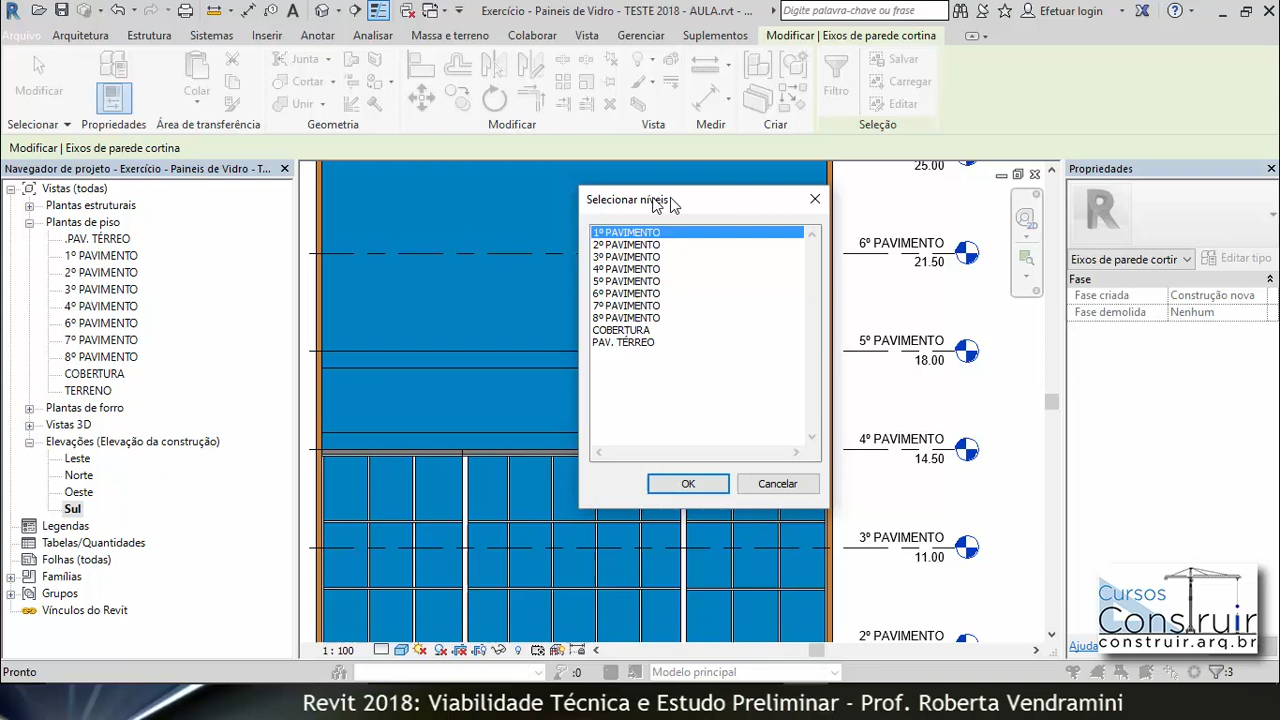 Exercício - Paineis de Vidro - TESTE 2018 - AULA.rvt - ...
Digite palavra-chave ou frase
Efetuar login
Arquivo
Arquitetura
Estrutura
Sistemas
Inserir
Anotar
Analisar
Massa e terreno
Colaborar
Vista
Gerenciar
Suplementos
Modificar | Eixos de parede cortina
Modificar
Colar
Junta
Cortar
Unir
Filtro
Salvar
Carregar
Editar
Selecionar
Propriedades
Área de transferência
Geometria
Modificar
Vista
Medir
Criar
Seleção
Modificar | Eixos de parede cortina
Navegador de projeto - Exercício - Paineis de Vidro - T...
Vistas (todas)
Plantas estruturais
Plantas de piso
.PAV. TÉRREO
1º PAVIMENTO
2º PAVIMENTO
3º PAVIMENTO
4º PAVIMENTO
6º PAVIMENTO
7º PAVIMENTO
8º PAVIMENTO
COBERTURA
TERRENO
Plantas de forro
Vistas 3D
Elevações (Elevação da construção)
Leste
Norte
Oeste
Sul
Legendas
Tabelas/Quantidades
Folhas (todas)
Famílias
Grupos
Vínculos do Revit
Selecionar níveis
1º PAVIMENTO
2º PAVIMENTO
3º PAVIMENTO
4º PAVIMENTO
5º PAVIMENTO
6º PAVIMENTO
7º PAVIMENTO
8º PAVIMENTO
COBERTURA
PAV. TÉRREO
OK
Cancelar
25.00
6º PAVIMENTO
21.50
5º PAVIMENTO
18.00
4º PAVIMENTO
14.50
3º PAVIMENTO
11.00
2º PAVIMENTO
2D
Propriedades
R
Eixos de parede cortir
Editar tipo
Fase
Fase criada
Construção nova
Fase demolida
Nenhum
Ajuda
Cursos
Construir
construir.arq.br
1 : 100
Pronto
:0
Modelo principal
:3
Revit 2018: Viabilidade Técnica e Estudo Preliminar - Prof. Roberta Vendramini